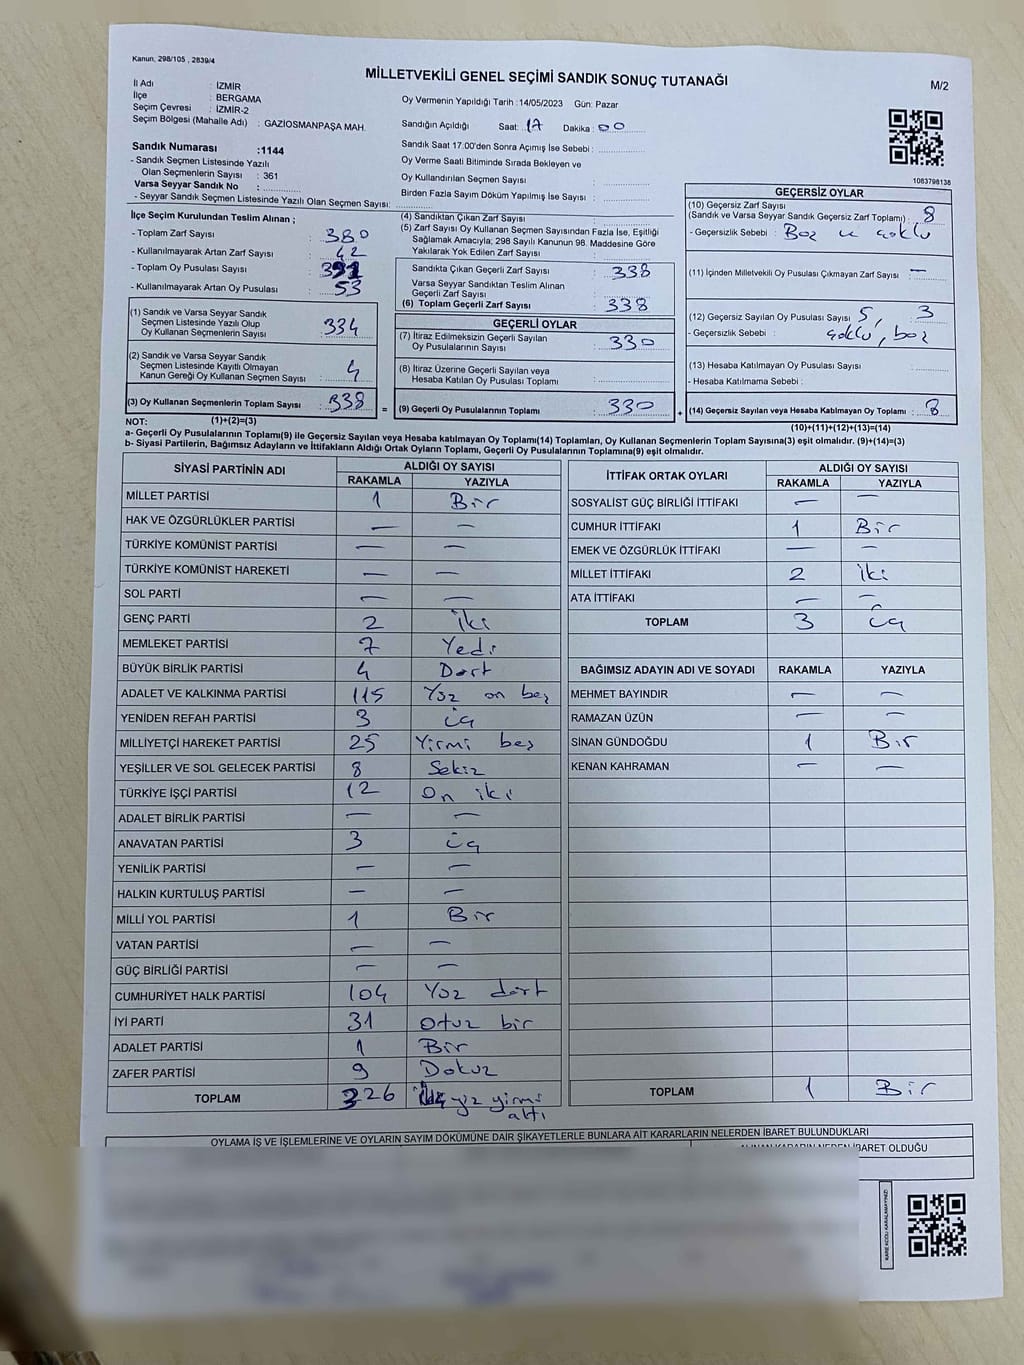 Kanun, 298/105 , 2839/4
MİLLETVEKİLİ GENEL SEÇİMİ SANDIK SONUÇ TUTANAĞI
M/2
İl Adı : İZMİR
İlçe : BERGAMA
Seçim Çevresi : İZMİR-2
Seçim Bölgesi (Mahalle Adı) : GAZİOSMANPAŞA MAH.
Oy Vermenin Yapıldığı Tarih :14/05/2023 Gün: Pazar
Sandığın Açıldığı Saat: 17 Dakika: 00
Sandık Saat 17.00'den Sonra Açımış İse Sebebi :
Oy Verme Saati Bitiminde Sırada Bekleyen ve
Oy Kullandırılan Seçmen Sayısı :
Birden Fazla Sayım Döküm Yapılmış İse Sayısı :
1083798138
Sandık Numarası :1144
- Sandık Seçmen Listesinde Yazılı
Olan Seçmenlerin Sayısı : 361
Varsa Seyyar Sandık No :
- Seyyar Sandık Seçmen Listesinde Yazılı Olan Seçmen Sayısı:
İlçe Seçim Kurulundan Teslim Alınan ;
- Toplam Zarf Sayısı : 380
- Kullanılmayarak Artan Zarf Sayısı : 42
- Toplam Oy Pusulası Sayısı : 391
- Kullanılmayarak Artan Oy Pusulası : 53
(1) Sandık ve Varsa Seyyar Sandık
Seçmen Listesinde Yazılı Olup
Oy Kullanan Seçmenlerin Sayısı : 334
(2) Sandık ve Varsa Seyyar Sandık
Seçmen Listesinde Kayıtlı Olmayan
Kanun Gereği Oy Kullanan Seçmen Sayısı : 4
(3) Oy Kullanan Seçmenlerin Toplam Sayısı : 338
(1)+(2)=(3)
(4) Sandıktan Çıkan Zarf Sayısı :
(5) Zarf Sayısı Oy Kullanan Seçmen Sayısından Fazla İse, Eşitliği
Sağlamak Amacıyla; 298 Sayılı Kanunun 98. Maddesine Göre
Yakılarak Yok Edilen Zarf Sayısı :
Sandıkta Çıkan Geçerli Zarf Sayısı : 338
Varsa Seyyar Sandıktan Teslim Alınan
Geçerli Zarf Sayısı :
(6) Toplam Geçerli Zarf Sayısı : 338
GEÇERLİ OYLAR
(7) İtiraz Edilmeksizin Geçerli Sayılan
Oy Pusulalarının Sayısı : 330
(8) İtiraz Üzerine Geçerli Sayılan veya
Hesaba Katılan Oy Pusulası Toplamı :
= (9) Geçerli Oy Pusulalarının Toplamı : 330 +
GEÇERSİZ OYLAR
(10) Geçersiz Zarf Sayısı
(Sandık ve Varsa Seyyar Sandık Geçersiz Zarf Toplamı) : 8
- Geçersizlik Sebebi : Boz ve çoklu
(11) İçinden Milletvekili Oy Pusulası Çıkmayan Zarf Sayısı : —
(12) Geçersiz Sayılan Oy Pusulası Sayısı : 5, 3
- Geçersizlik Sebebi : çoklu, boz
(13) Hesaba Katılmayan Oy Pusulası Sayısı :
- Hesaba Katılmama Sebebi :
(14) Geçersiz Sayılan veya Hesaba Katılmayan Oy Toplamı : 8
(10)+(11)+(12)+(13)=(14)
NOT:
a- Geçerli Oy Pusulalarının Toplamı(9) ile Geçersiz Sayılan veya Hesaba katılmayan Oy Toplamı(14) Toplamları, Oy Kullanan Seçmenlerin Toplam Sayısına(3) eşit olmalıdır. (9)+(14)=(3)
b- Siyasi Partilerin, Bağımsız Adayların ve İttifakların Aldığı Ortak Oyların Toplamı, Geçerli Oy Pusulalarının Toplamına(9) eşit olmalıdır.
SİYASİ PARTİNİN ADI ALDIĞI OY SAYISI
RAKAMLA YAZIYLA
MİLLET PARTİSİ 1 Bir
HAK VE ÖZGÜRLÜKLER PARTİSİ — —
TÜRKİYE KOMÜNİST PARTİSİ — —
TÜRKİYE KOMÜNİST HAREKETİ — —
SOL PARTİ — —
GENÇ PARTİ 2 İki
MEMLEKET PARTİSİ 7 Yedi
BÜYÜK BİRLİK PARTİSİ 4 Dört
ADALET VE KALKINMA PARTİSİ 115 Yüz on beş
YENİDEN REFAH PARTİSİ 3 üç
MİLLİYETÇİ HAREKET PARTİSİ 25 Yirmi beş
YEŞİLLER VE SOL GELECEK PARTİSİ 8 Sekiz
TÜRKİYE İŞÇİ PARTİSİ 12 On iki
ADALET BİRLİK PARTİSİ — —
ANAVATAN PARTİSİ 3 üç
YENİLİK PARTİSİ — —
HALKIN KURTULUŞ PARTİSİ — —
MİLLİ YOL PARTİSİ 1 Bir
VATAN PARTİSİ — —
GÜÇ BİRLİĞİ PARTİSİ — —
CUMHURİYET HALK PARTİSİ 104 Yüz dört
İYİ PARTİ 31 Otuz bir
ADALET PARTİSİ 1 Bir
ZAFER PARTİSİ 9 Dokuz
TOPLAM 326 yüz yirmi
altı
İTTİFAK ORTAK OYLARI ALDIĞI OY SAYISI
RAKAMLA YAZIYLA
SOSYALİST GÜÇ BİRLİĞİ İTTİFAKI — —
CUMHUR İTTİFAKI 1 Bir
EMEK VE ÖZGÜRLÜK İTTİFAKI — —
MİLLET İTTİFAKI 2 İki
ATA İTTİFAKI — —
TOPLAM 3 üç
BAĞIMSIZ ADAYIN ADI VE SOYADI RAKAMLA YAZIYLA
MEHMET BAYINDIR — —
RAMAZAN ÜZÜN — —
SİNAN GÜNDOĞDU 1 Bir
KENAN KAHRAMAN — —
TOPLAM 1 Bir
OYLAMA İŞ VE İŞLEMLERİNE VE OYLARIN SAYIM DÖKÜMÜNE DAİR ŞİKAYETLERLE BUNLARA AİT KARARLARIN NELERDEN İBARET BULUNDUKLARI
İBARET OLDUĞU
KARE KODU KARALAMAYINIZ!